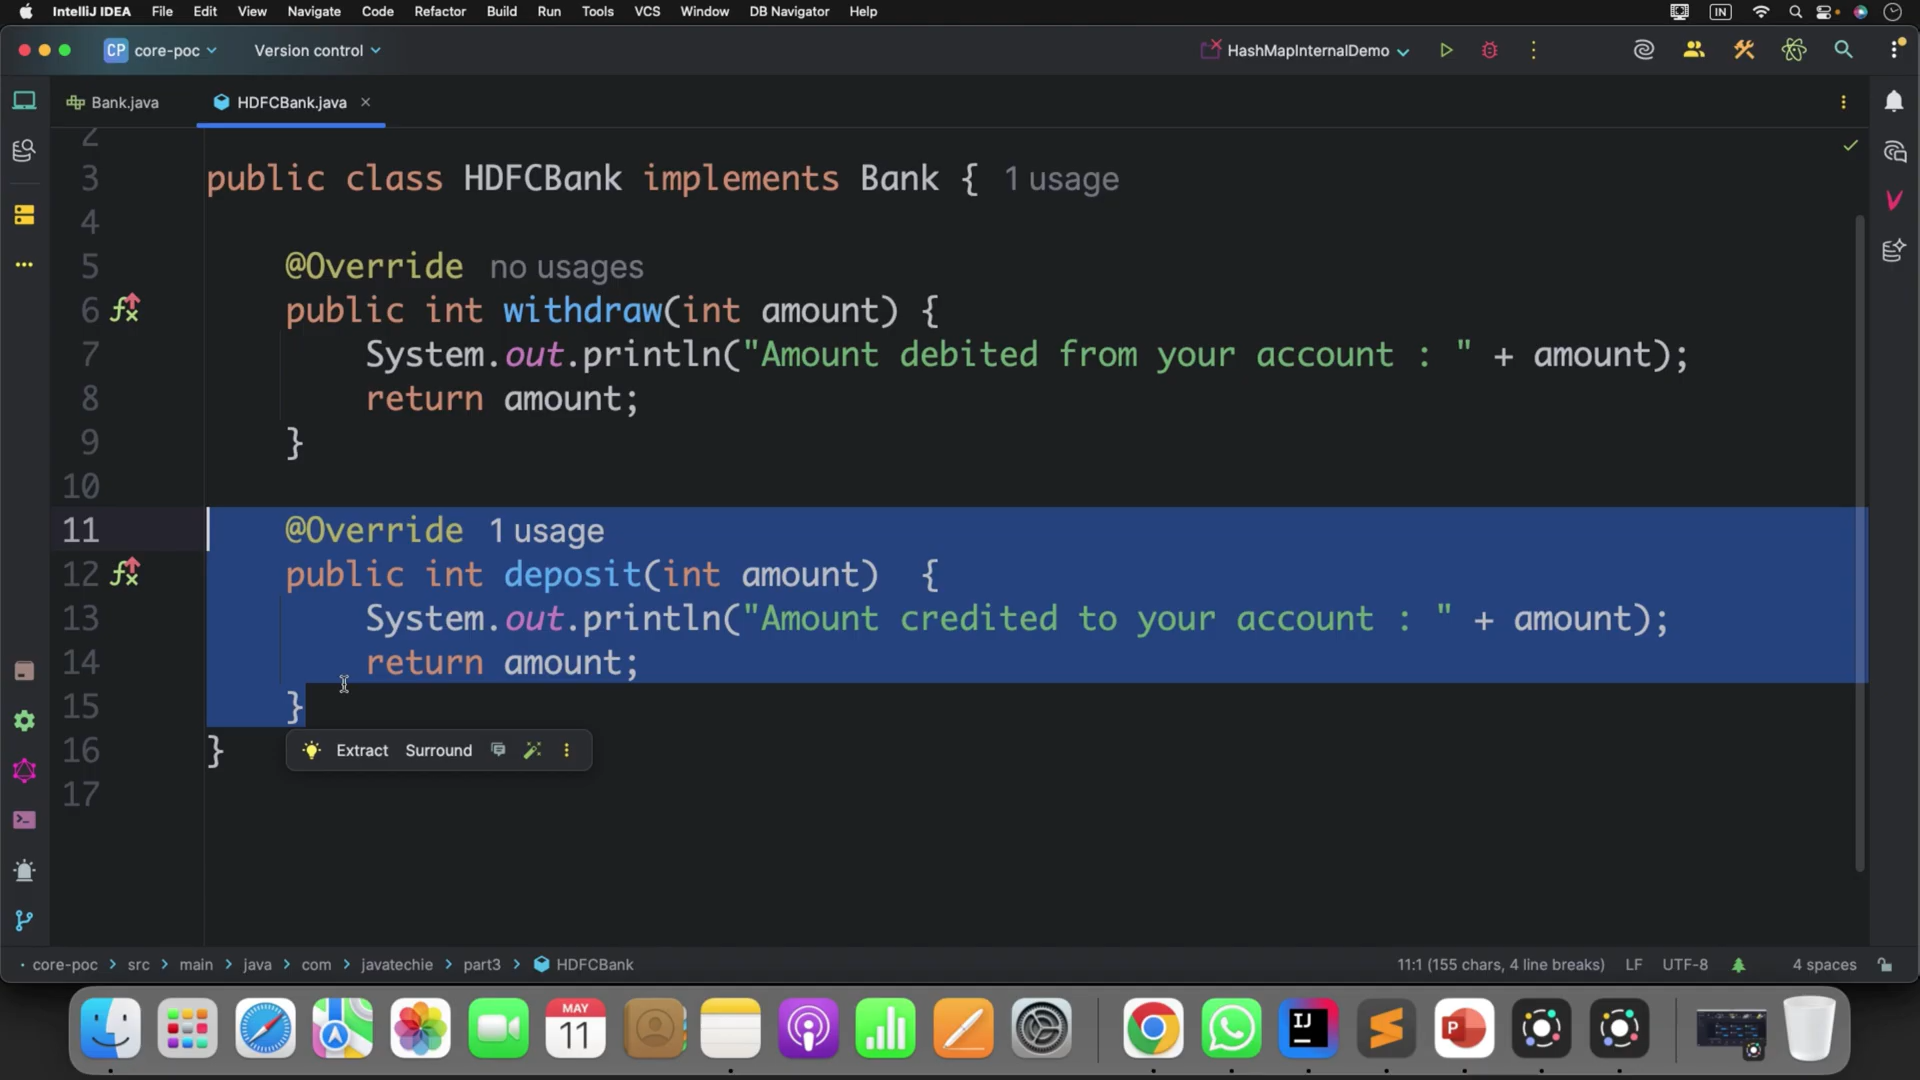 IntelliJ IDEA File Edit View Navigate Code Refactor Build Run Tools VCS Window DB Navigator Help IN
CP core-poc Version control HashMapInternalDemo
Bank.java HDFCBank.java
2
3 public class HDFCBank implements Bank { 1 usage
4
5 @Override no usages
6 public int withdraw(int amount) {
7 System.out.println("Amount debited from your account : " + amount);
8 return amount;
9 }
10
11 @Override 1 usage
12 public int deposit(int amount)  {
13 System.out.println("Amount credited to your account : " + amount);
14 return amount;
15 }
16 }
17
Extract Surround
core-poc > src > main > java > com > javatechie > part3 > HDFCBank 11:1 (155 chars, 4 line breaks) LF UTF-8 4 spaces
MAY
11
IJ
P